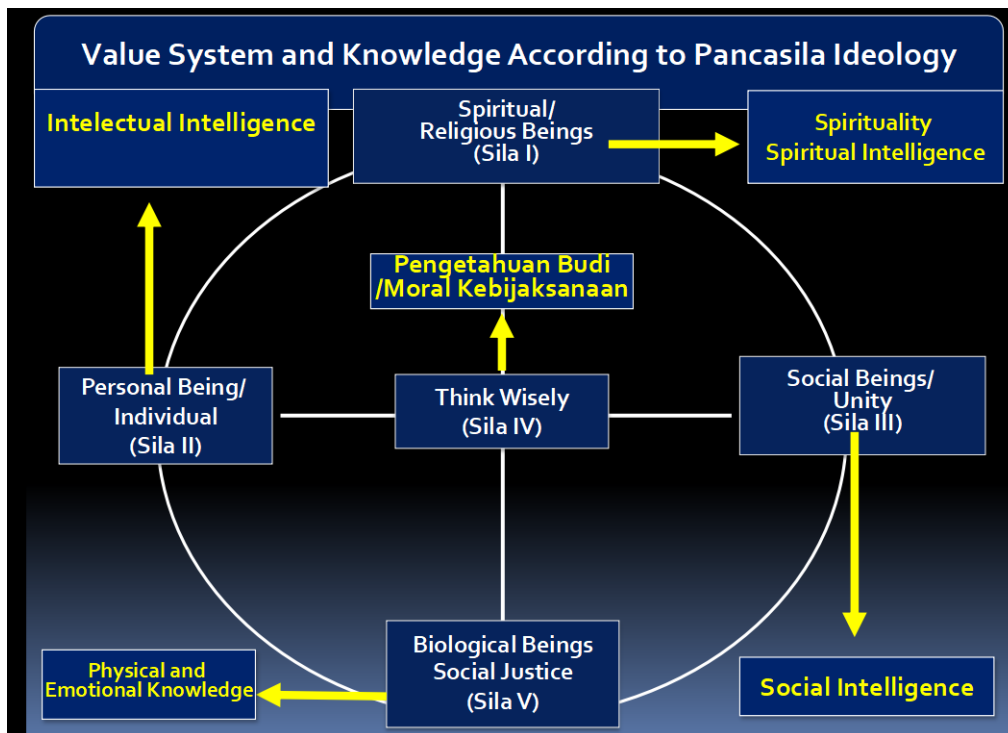 Value System and Knowledge According to Pancasila Ideology
Intelectual Intelligence
Spiritual/
Religious Beings
(Sila I)
Spirituality
Spiritual Intelligence
Pengetahuan Budi
/Moral Kebijaksanaan
Personal Being/
Individual
(Sila II)
Think Wisely
(Sila IV)
Social Beings/
Unity
(Sila III)
Physical and
Emotional Knowledge
Biological Beings
Social Justice
(Sila V)
Social Intelligence